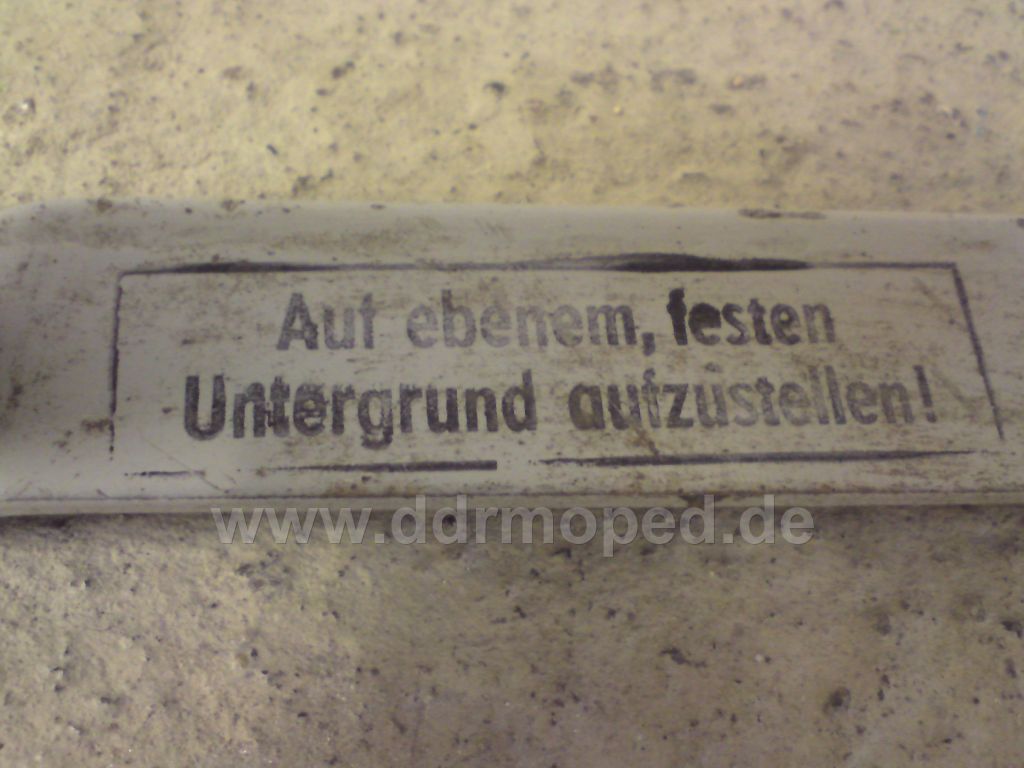 Auf ebenem, festen
Untergrund aufzustellen!
www.ddrmoped.de